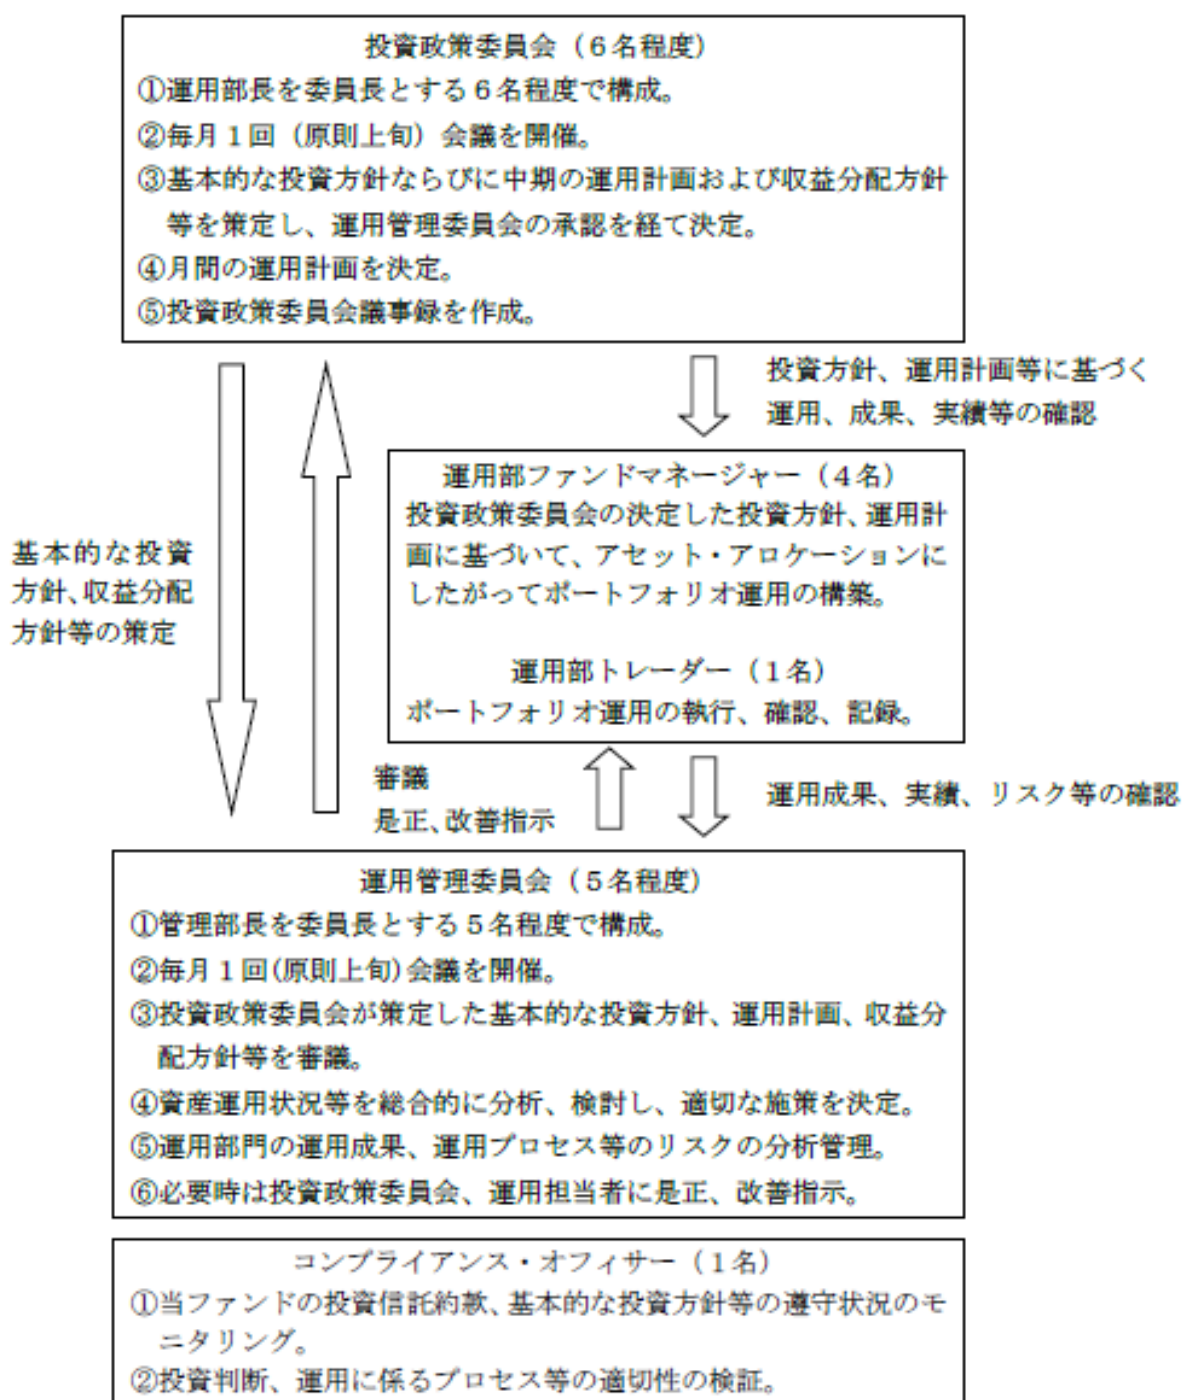 投資政策委員会（６名程度）
①運用部長を委員長とする６名程度で構成。
②毎月１回（原則上旬）会議を開催。
③基本的な投資方針ならびに中期の運用計画および収益分配方針
等を策定し、運用管理委員会の承認を経て決定。
④月間の運用計画を決定。
⑤投資政策委員会議事録を作成。
投資方針、運用計画等に基づく
運用、成果、実績等の確認
運用部ファンドマネージャー（４名）
投資政策委員会の決定した投資方針、運用計
画に基づいて、アセット・アロケーションに
したがってポートフォリオ運用の構築。
運用部トレーダー（１名）
ポートフォリオ運用の執行、確認、記録。
基本的な投資
方針、収益分配
方針等の策定
審議
是正、改善指示
運用成果、実績、リスク等の確認
運用管理委員会（５名程度）
①管理部長を委員長とする５名程度で構成。
②毎月１回(原則上旬)会議を開催。
③投資政策委員会が策定した基本的な投資方針、運用計画、収益分
配方針等を審議。
④資産運用状況等を総合的に分析、検討し、適切な施策を決定。
⑤運用部門の運用成果、運用プロセス等のリスクの分析管理。
⑥必要時は投資政策委員会、運用担当者に是正、改善指示。
コンプライアンス・オフィサー（１名）
①当ファンドの投資信託約款、基本的な投資方針等の遵守状況のモ
ニタリング。
②投資判断、運用に係るプロセス等の適切性の検証。